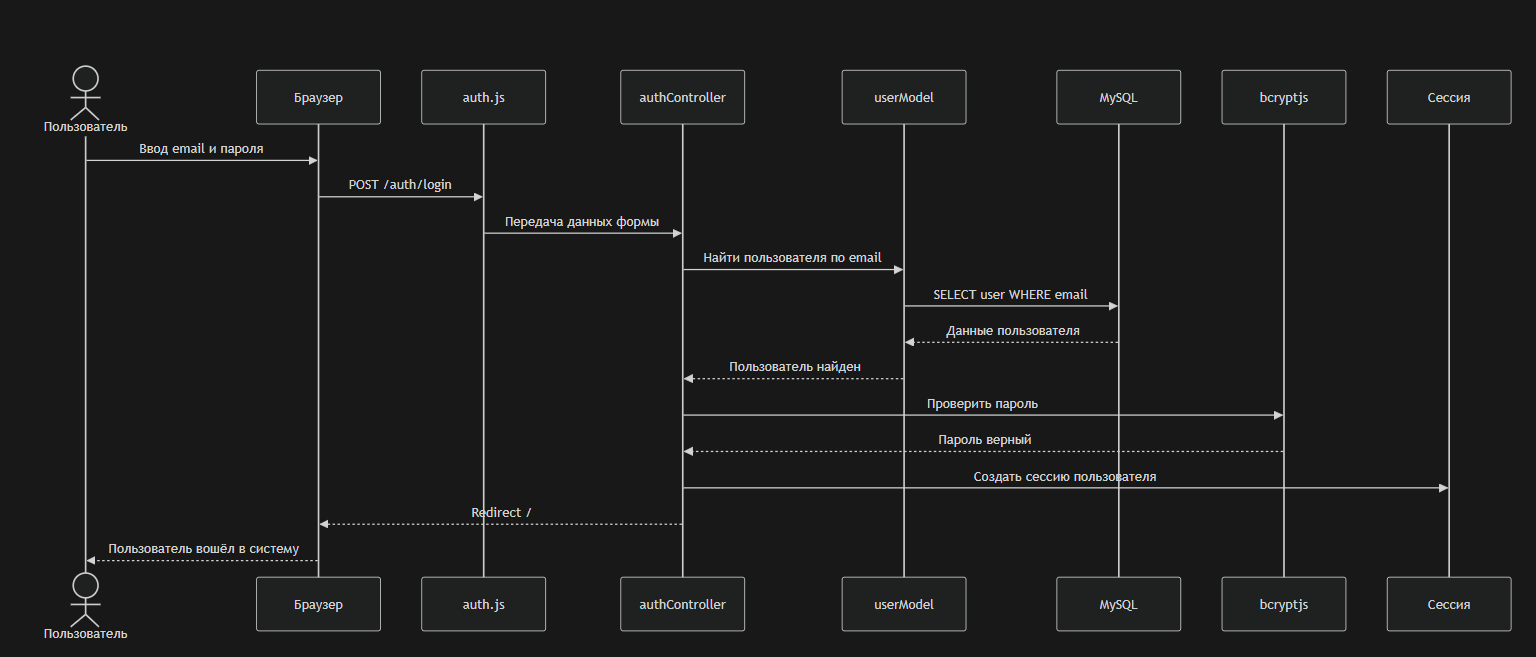 Пользователь
Браузер
auth.js
authController
userModel
MySQL
bcryptjs
Сессия
Ввод email и пароля
POST /auth/login
Передача данных формы
Найти пользователя по email
SELECT user WHERE email
Данные пользователя
Пользователь найден
Проверить пароль
Пароль верный
Создать сессию пользователя
Redirect /
Пользователь вошёл в систему
Пользователь
Браузер
auth.js
authController
userModel
MySQL
bcryptjs
Сессия